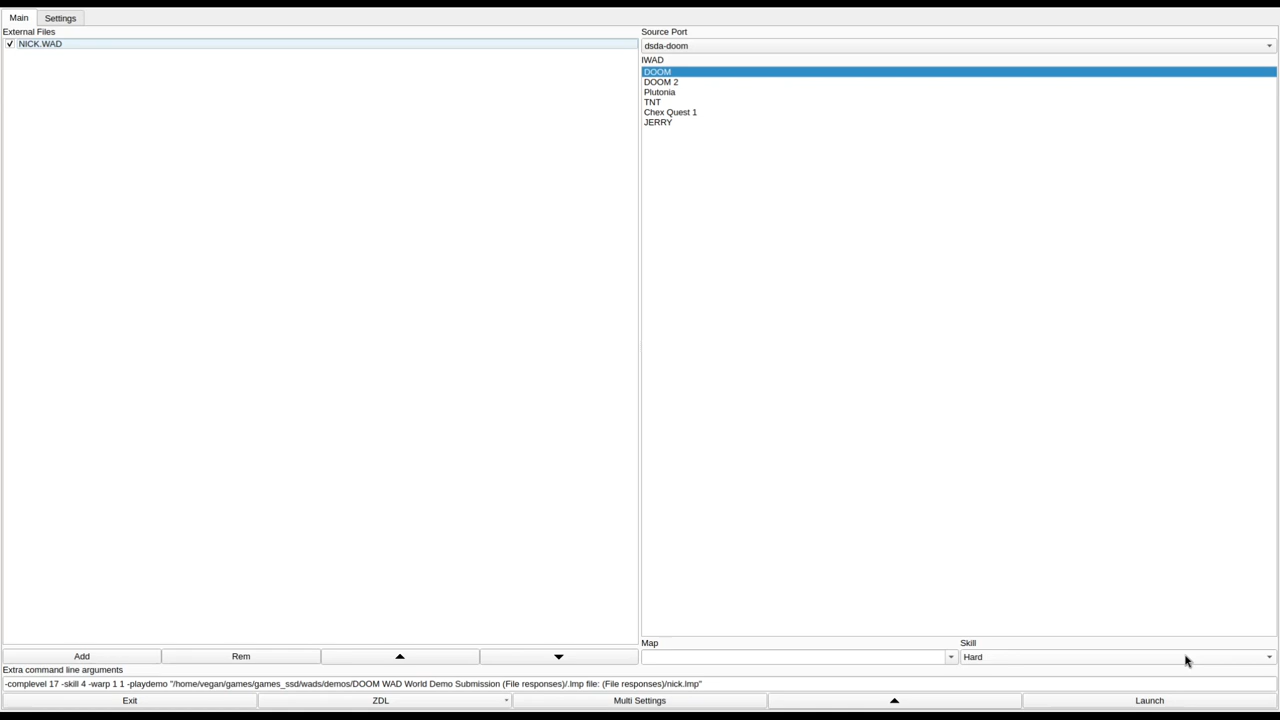 Main Settings
External Files
NICK.WAD
Source Port
dsda-doom
IWAD
DOOM
DOOM 2
Plutonia
TNT
Chex Quest 1
JERRY
Map
Skill
Hard
Add Rem
Extra command line arguments
-complevel 17 -skill 4 -warp 1 1 -playdemo "/home/vegan/games/games_ssd/wads/demos/DOOM WAD World Demo Submission (File responses)/.lmp file: (File responses)/nick.lmp"
Exit ZDL Multi Settings Launch